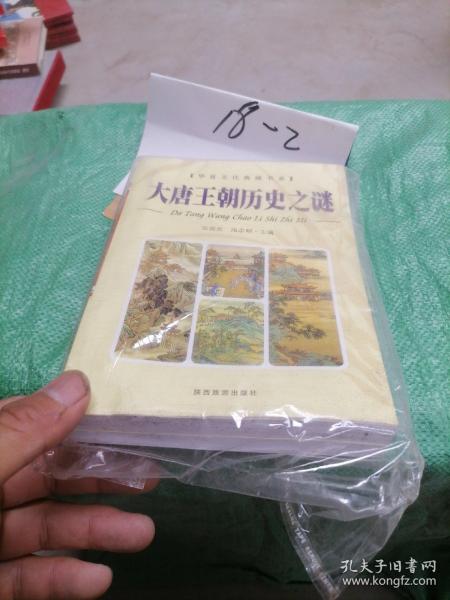 18-2
【华夏文化典藏书系】
大唐王朝历史之谜
Da Tang Wang Chao Li Shi Zhi Mi
主编
陕西旅游出版社
孔夫子旧书网
www.kongfz.com